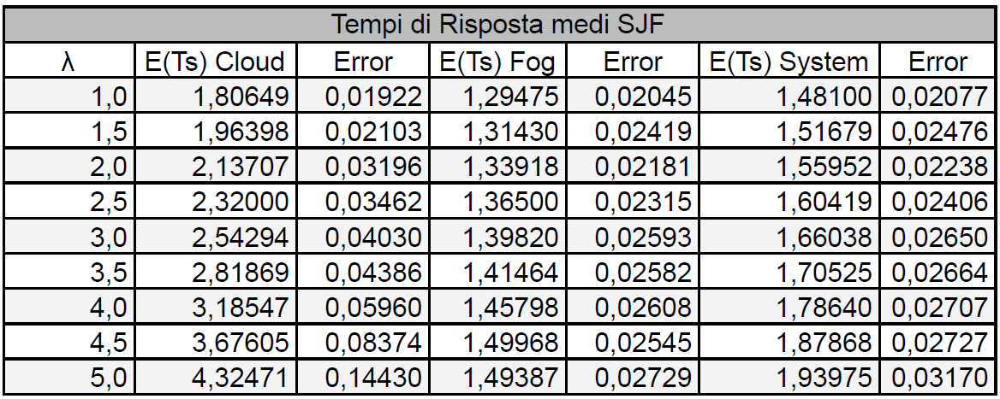 Tempi di Risposta medi SJF
λ E(Ts) Cloud Error E(Ts) Fog Error E(Ts) System Error
1,0 1,80649 0,01922 1,29475 0,02045 1,48100 0,02077
1,5 1,96398 0,02103 1,31430 0,02419 1,51679 0,02476
2,0 2,13707 0,03196 1,33918 0,02181 1,55952 0,02238
2,5 2,32000 0,03462 1,36500 0,02315 1,60419 0,02406
3,0 2,54294 0,04030 1,39820 0,02593 1,66038 0,02650
3,5 2,81869 0,04386 1,41464 0,02582 1,70525 0,02664
4,0 3,18547 0,05960 1,45798 0,02608 1,78640 0,02707
4,5 3,67605 0,08374 1,49968 0,02545 1,87868 0,02727
5,0 4,32471 0,14430 1,49387 0,02729 1,93975 0,03170